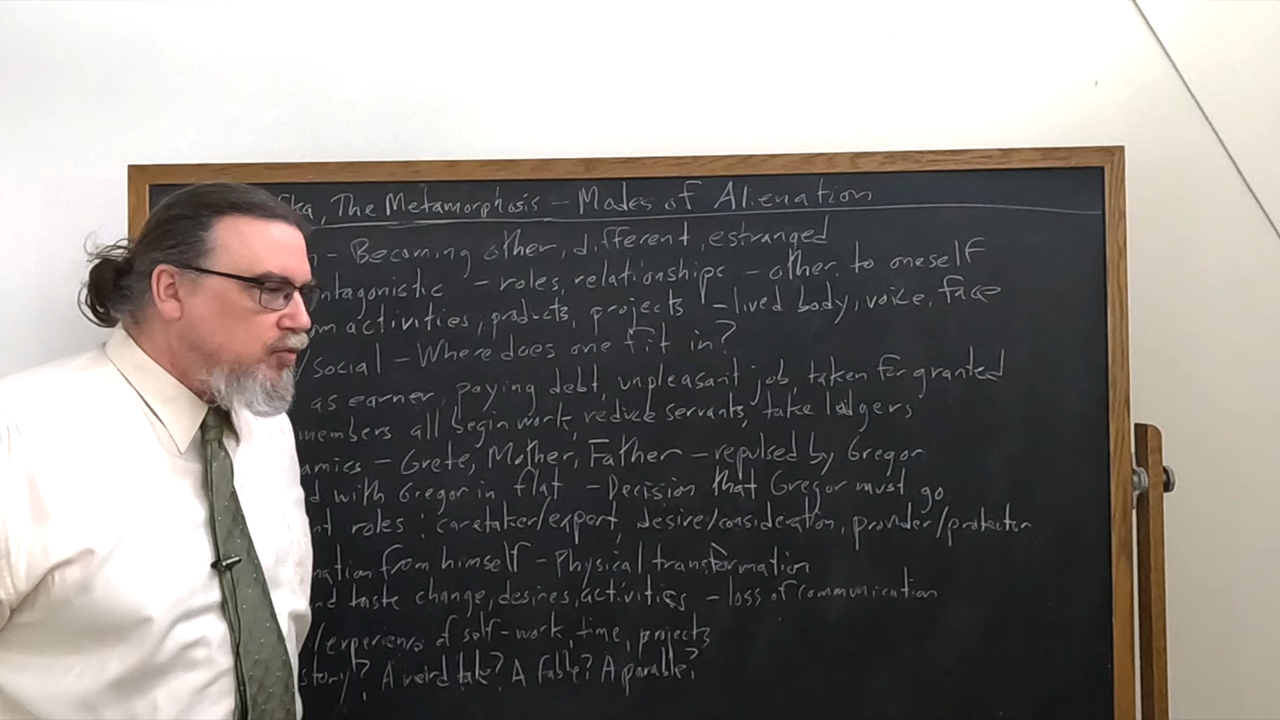 fka, The Metamorphosis – Modes of Alienation
n – Becoming other, different, estranged
ntagonistic – roles, relationships – other to oneself
m activities, products, projects – lived body, voice, face
/social – Where does one fit in?
as earner, paying debt, unpleasant job, taken for granted
members all begin work, reduce servants, take lodgers
amics – Grete, Mother, Father – repulsed by Gregor
d with Gregor in flat – Decision that Gregor must go
nt roles: caretaker/expert, desire/consideration, provider/protector
nation from himself – Physical transformation
nd taste change, desires, activities – loss of communication
/experience of self – work, time, projects
story? A weird tale? A Fable? A parable?